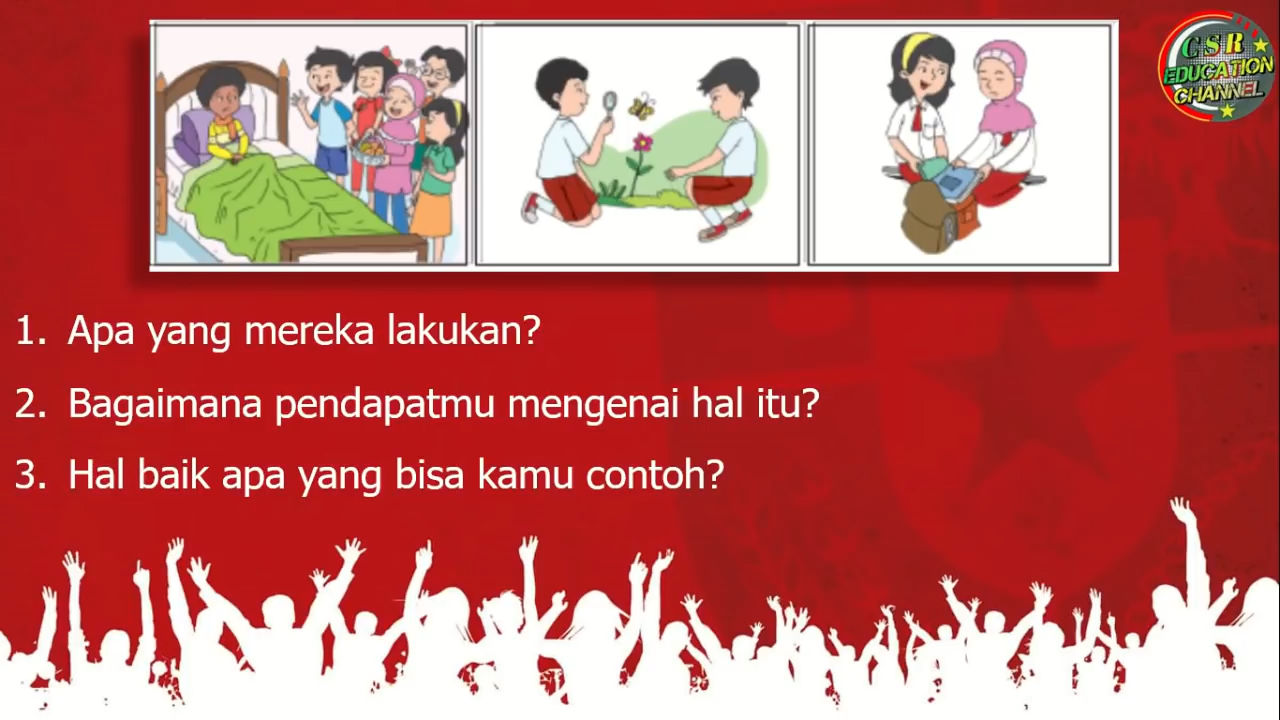 CSR
EDUCATION
CHANNEL
1. Apa yang mereka lakukan?
2. Bagaimana pendapatmu mengenai hal itu?
3. Hal baik apa yang bisa kamu contoh?